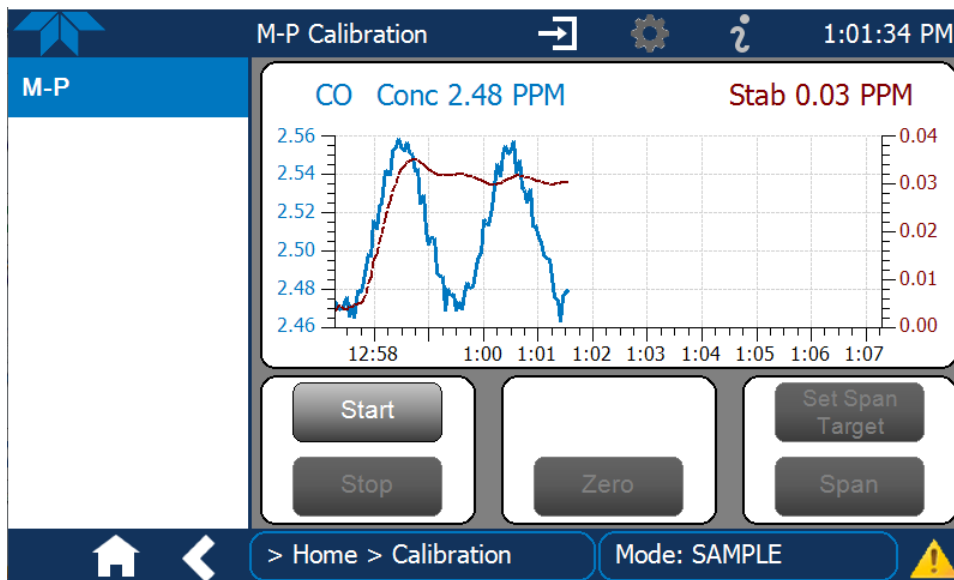 M-P Calibration 1:01:34 PM
M-P
CO Conc 2.48 PPM Stab 0.03 PPM
2.56 0.04
2.54
0.03
2.52
0.02
2.50
0.01
2.48
2.46 0.00
12:58 1:00 1:01 1:02 1:03 1:04 1:05 1:06 1:07
Start
Set Span
Target
Stop Zero Span
> Home > Calibration Mode: SAMPLE